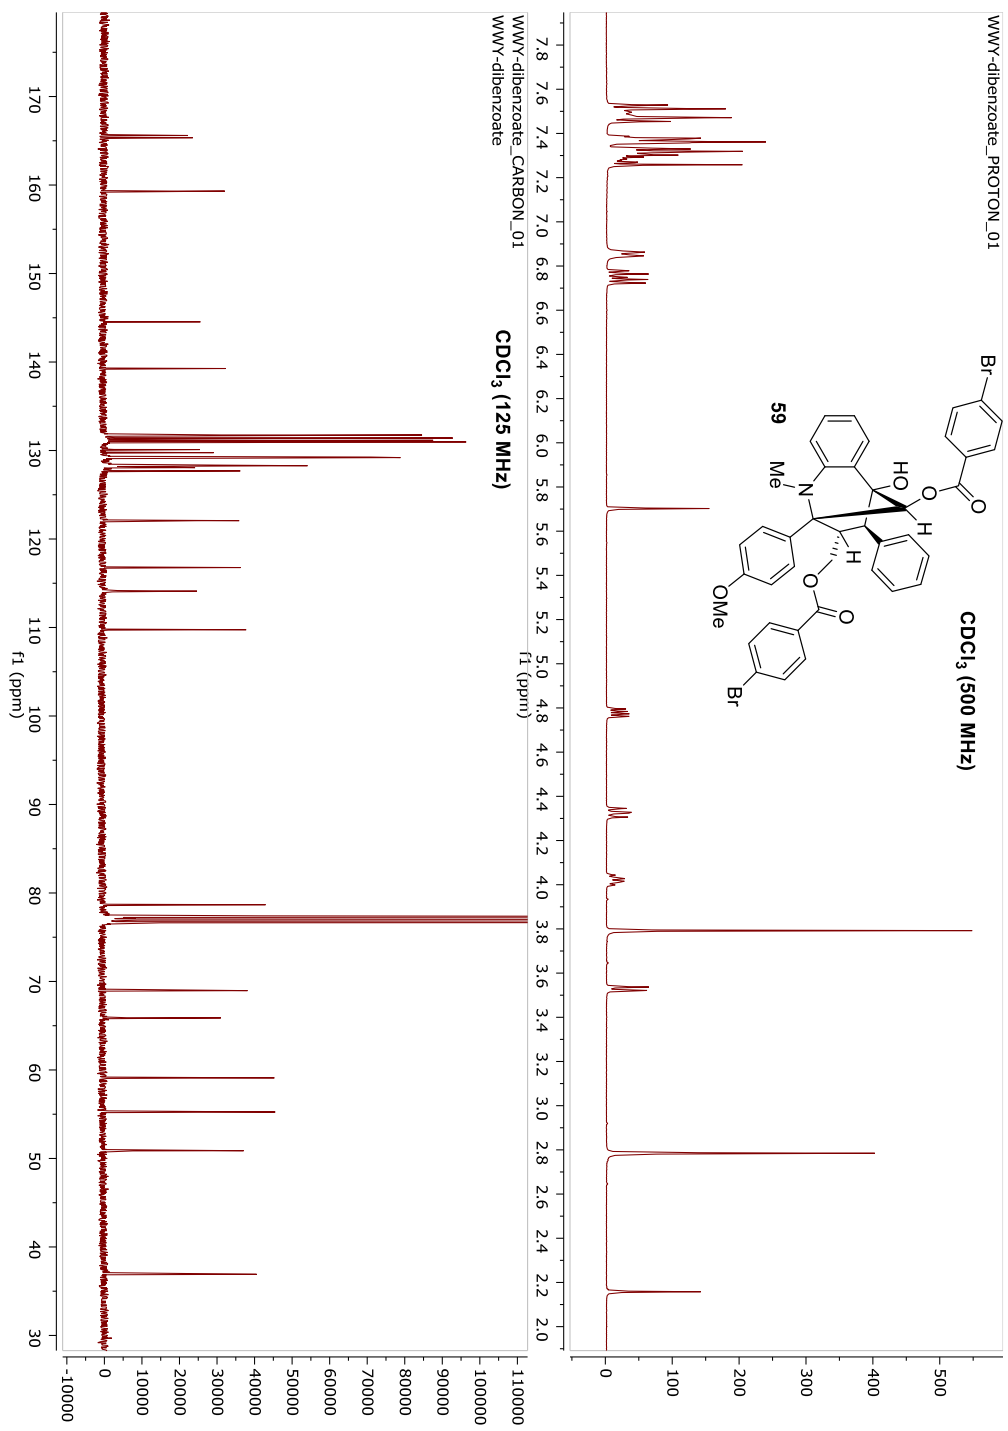 WWY-dibenzoate_PROTON_01
CDCl3 (500 MHz)
Br
O
O
HO
H
N
Me
H
O
O
OMe
Br
59
7.8 7.6 7.4 7.2 7.0 6.8 6.6 6.4 6.2 6.0 5.8 5.6 5.4 5.2 5.0 4.8 4.6 4.4 4.2 4.0 3.8 3.6 3.4 3.2 3.0 2.8 2.6 2.4 2.2 2.0
f1 (ppm)
500
400
300
200
100
0
WWY-dibenzoate_CARBON_01
WWY-dibenzoate
CDCl3 (125 MHz)
170 160 150 140 130 120 110 100 90 80 70 60 50 40 30
f1 (ppm)
110000
100000
90000
80000
70000
60000
50000
40000
30000
20000
10000
0
-10000